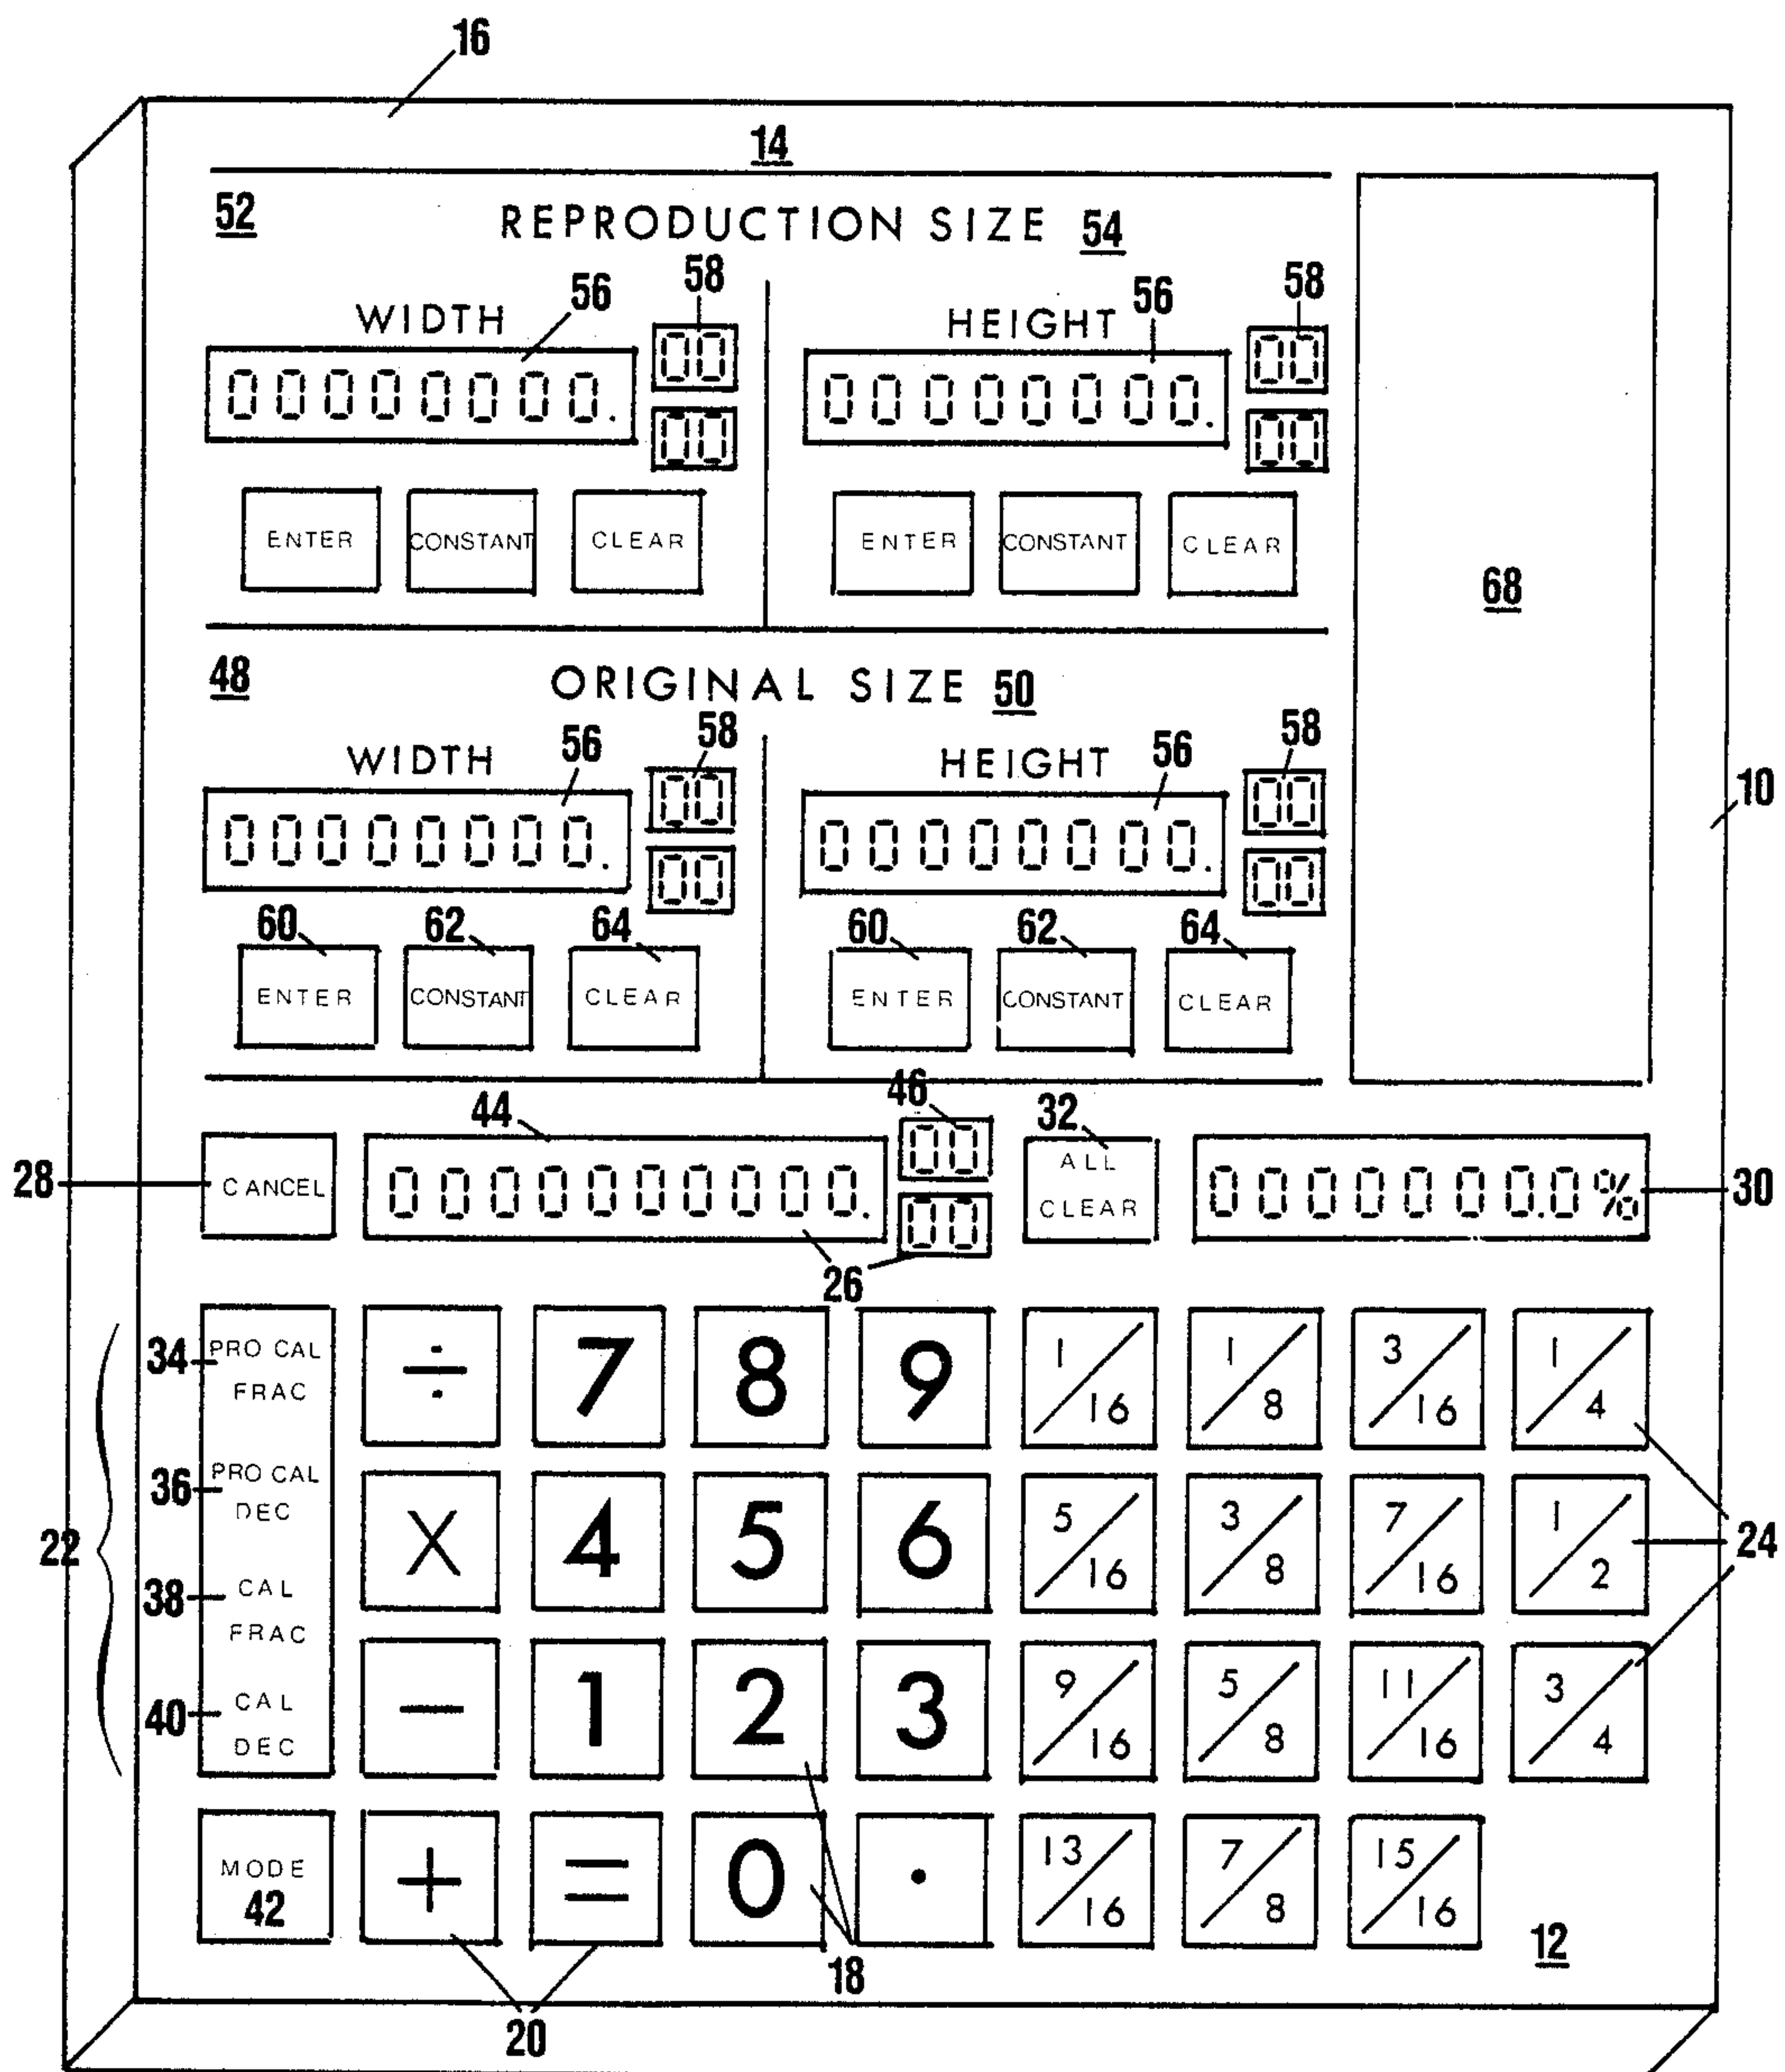 16
14
52 REPRODUCTION SIZE 54
WIDTH 56 58 HEIGHT 56 58
00000000. 00 00000000. 00
00 00
ENTER CONSTANT CLEAR ENTER CONSTANT CLEAR
68
48 ORIGINAL SIZE 50
WIDTH 56 58 HEIGHT 56 58
10
00000000. 00 00000000. 00
00 00
60 62 64 60 62 64
ENTER CONSTANT CLEAR ENTER CONSTANT CLEAR
44 46 32
28 CANCEL 0000000000. 00 ALL CLEAR 0000000.0% 30
00
26
34 PRO CAL FRAC ÷ 7 8 9 1/16 1/8 3/16 1/4
36 PRO CAL DEC X 4 5 6 5/16 3/8 7/16 1/2 24
22
38 CAL FRAC
40 CAL DEC − 1 2 3 9/16 5/8 11/16 3/4
MODE 42 + = 0 . 13/16 7/8 15/16
12
18
20